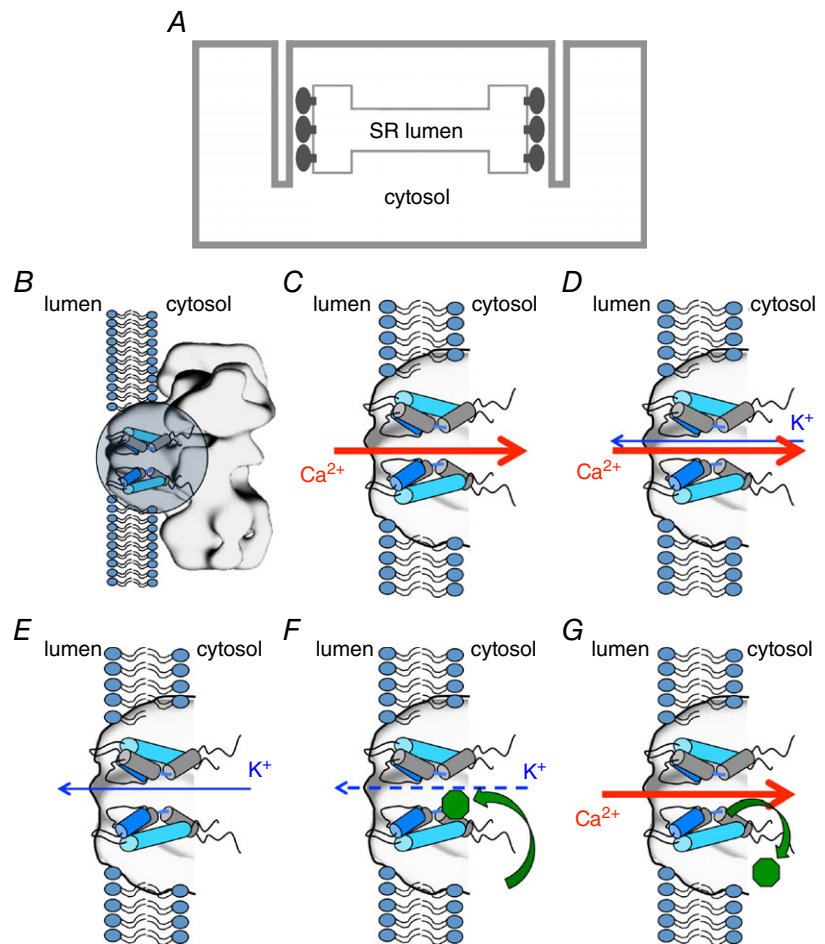 A
SR lumen
cytosol
B
lumen cytosol
C
lumen cytosol
Ca2+
D
lumen cytosol
K+
Ca2+
E
lumen cytosol
K+
F
lumen cytosol
K+
G
lumen cytosol
Ca2+